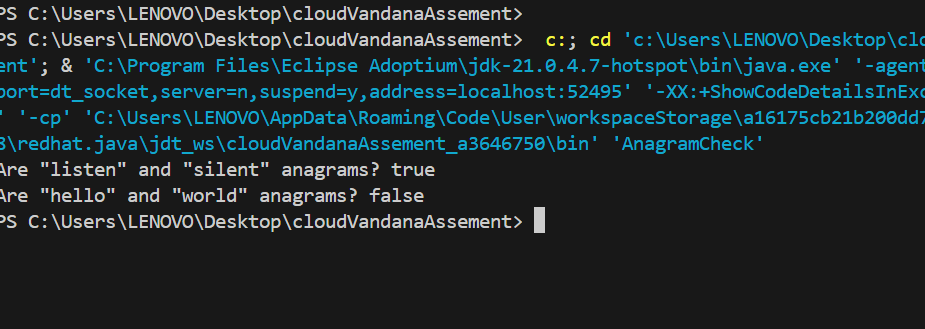 PS C:\Users\LENOVO\Desktop\cloudVandanaAssement>
PS C:\Users\LENOVO\Desktop\cloudVandanaAssement>  c:; cd 'c:\Users\LENOVO\Desktop\clo
ent'; & 'C:\Program Files\Eclipse Adoptium\jdk-21.0.4.7-hotspot\bin\java.exe' '-agent
port=dt_socket,server=n,suspend=y,address=localhost:52495' '-XX:+ShowCodeDetailsInExc
' '-cp' 'C:\Users\LENOVO\AppData\Roaming\Code\User\workspaceStorage\a16175cb21b200dd7
8\redhat.java\jdt_ws\cloudVandanaAssement_a3646750\bin' 'AnagramCheck'
Are "listen" and "silent" anagrams? true
Are "hello" and "world" anagrams? false
PS C:\Users\LENOVO\Desktop\cloudVandanaAssement>